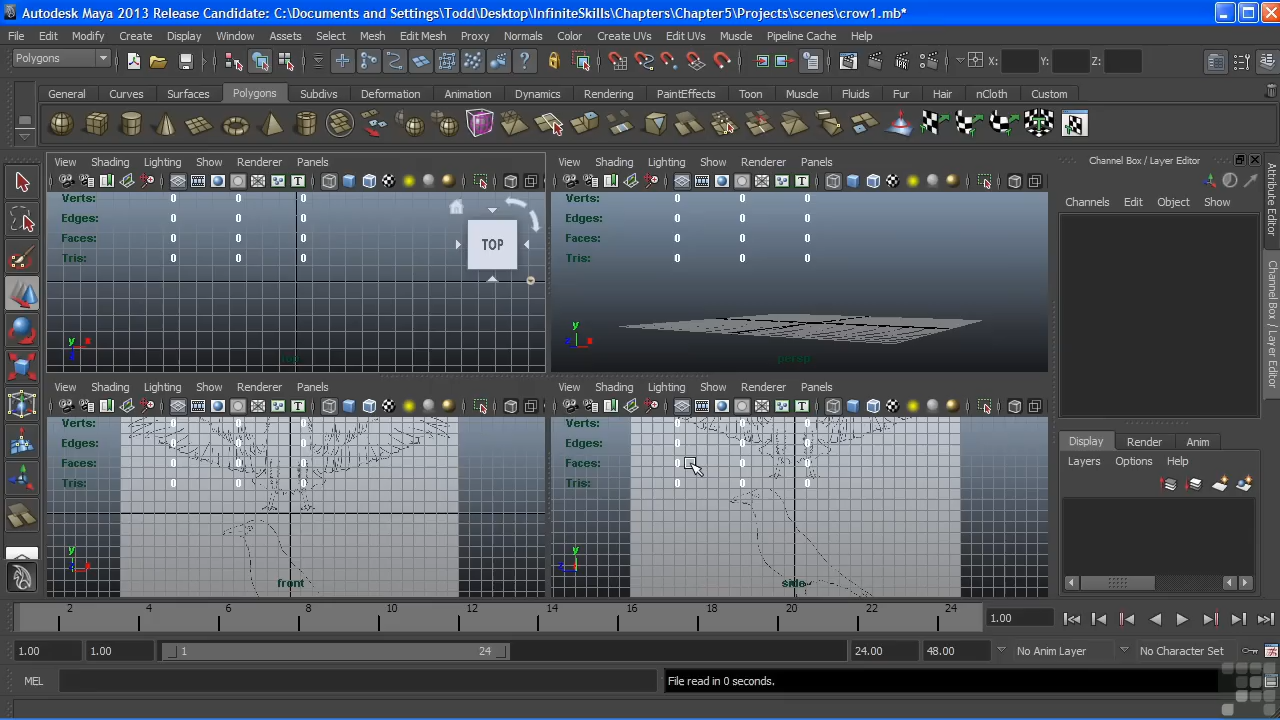 Autodesk Maya 2013 Release Candidate: C:\Documents and Settings\Todd\Desktop\InfiniteSkills\Chapters\Chapter5\Projects\scenes\crow1.mb*
File Edit Modify Create Display Window Assets Select Mesh Edit Mesh Proxy Normals Color Create UVs Edit UVs Muscle Pipeline Cache Help
Polygons X: Y: Z:
General Curves Surfaces Polygons Subdivs Deformation Animation Dynamics Rendering PaintEffects Toon Muscle Fluids Fur Hair nCloth Custom
View Shading Lighting Show Renderer Panels View Shading Lighting Show Renderer Panels Channel Box / Layer Editor
Verts: 0 0 0 Verts: 0 0 0 Channels Edit Object Show
Edges: 0 0 0 Edges: 0 0 0
Faces: 0 0 0 Faces: 0 0 0
Tris: 0 0 0 Tris: 0 0 0
TOP
Attribute Editor
Channel Box / Layer Editor
y x z y z x
top persp
View Shading Lighting Show Renderer Panels View Shading Lighting Show Renderer Panels
Verts: 0 0 0 Verts: 0 0 0
Edges: 0 0 0 Edges: 0 0 0
Faces: 0 0 0 Faces: 0 0 0
Tris: 0 0 0 Tris: 0 0 0
Display Render Anim
Layers Options Help
front side
2 4 6 8 10 12 14 16 18 20 22 24 1.00
1.00 1.00 1 24 24.00 48.00 No Anim Layer No Character Set
MEL File read in 0 seconds.